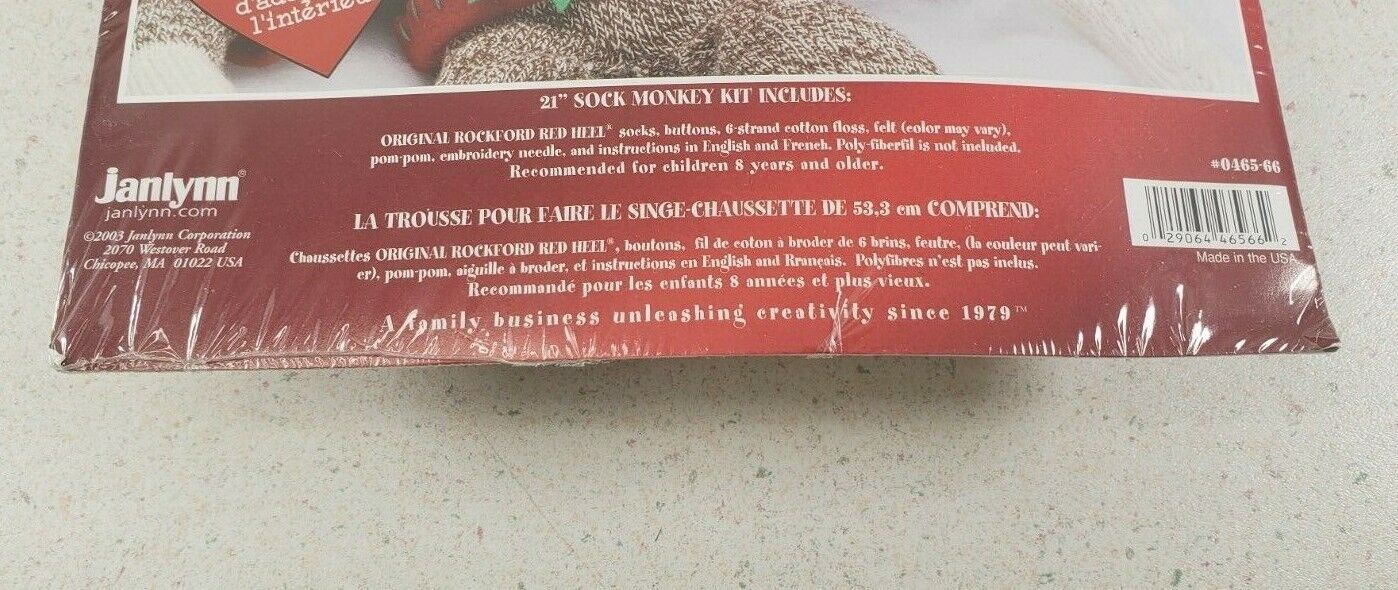 l'intérieu
21" SOCK MONKEY KIT INCLUDES:
ORIGINAL ROCKFORD RED HEEL® socks, buttons, 6-strand cotton floss, felt (color may vary),
pom-pom, embroidery needle, and instructions in English and French. Poly-fiberfil is not included.
Recommended for children 8 years and older.
#0465-66
janlynn®
janlynn.com
©2003 Janlynn Corporation
2070 Westover Road
Chicopee, MA 01022 USA
LA TROUSSE POUR FAIRE LE SINGE-CHAUSSETTE DE 53,3 cm COMPREND:
Chaussettes ORIGINAL ROCKFORD RED HEEL®, boutons, fil de coton à broder de 6 brins, feutre, (la couleur peut vari-
er), pom-pom, aiguille à broder, et instructions en English and Rrançais. Polyfibres n'est pas inclus.
Recommandé pour les enfants 8 années et plus vieux.
0 29064 46566 2
Made in the USA
A family business unleashing creativity since 1979™